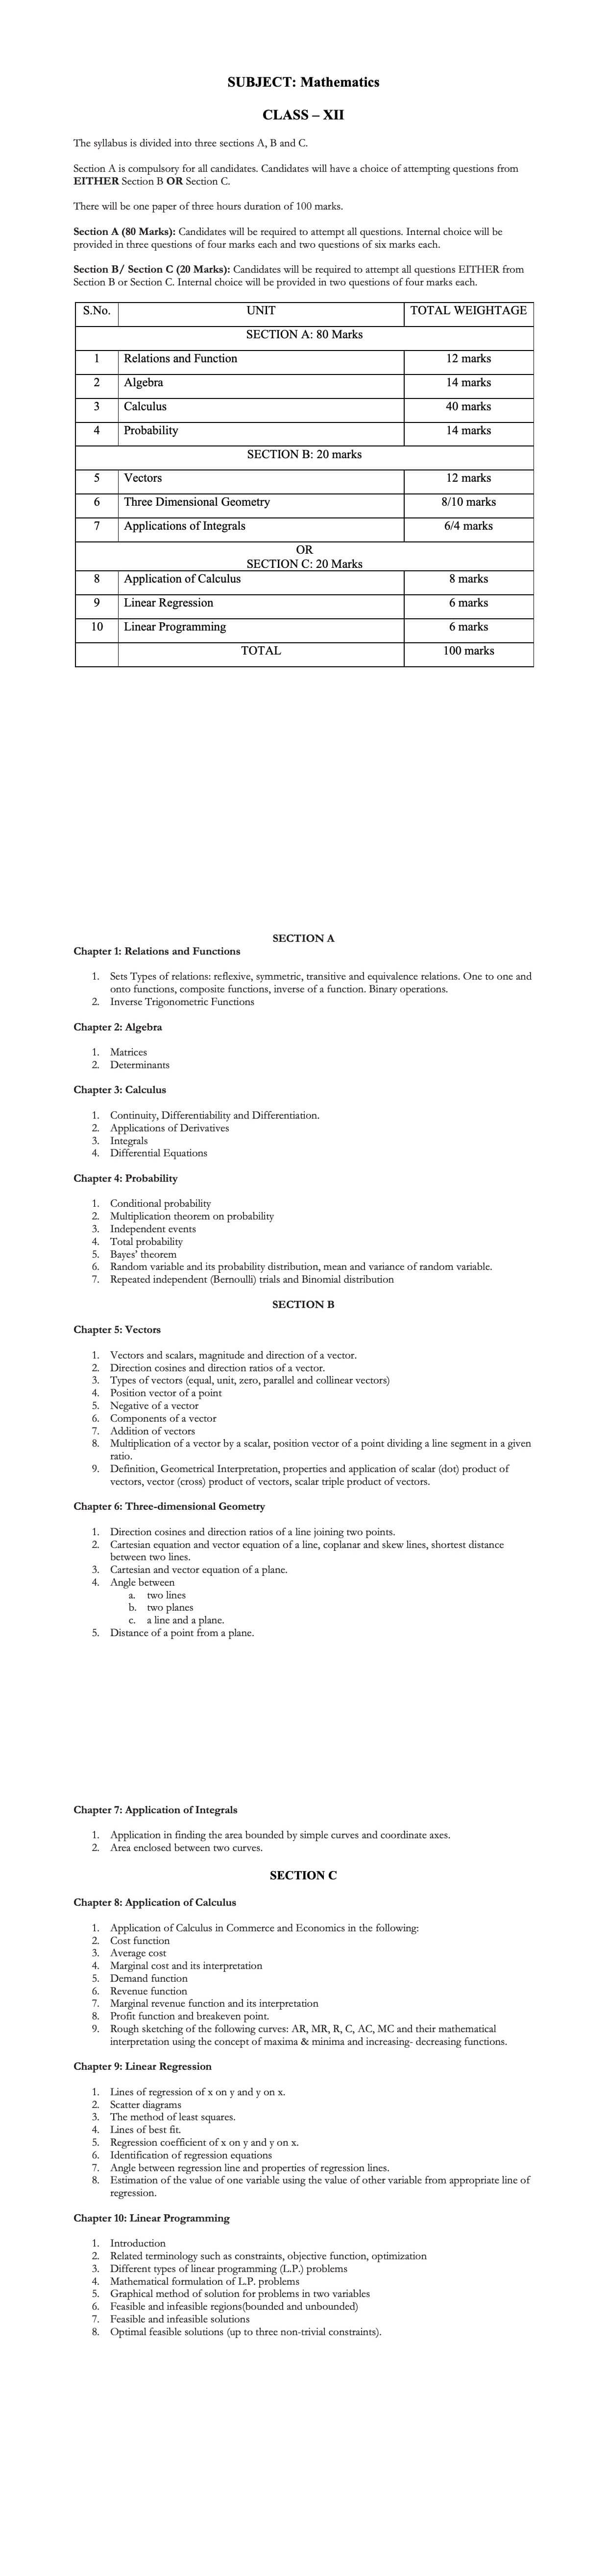 SUBJECT: Mathematics
CLASS – XII
The syllabus is divided into three sections A, B and C.
Section A is compulsory for all candidates. Candidates will have a choice of attempting questions from
EITHER Section B OR Section C.
There will be one paper of three hours duration of 100 marks.
Section A (80 Marks): Candidates will be required to attempt all questions. Internal choice will be
provided in three questions of four marks each and two questions of six marks each.
Section B/ Section C (20 Marks): Candidates will be required to attempt all questions EITHER from
Section B or Section C. Internal choice will be provided in two questions of four marks each.
S.No. UNIT TOTAL WEIGHTAGE
SECTION A: 80 Marks
1 Relations and Function 12 marks
2 Algebra 14 marks
3 Calculus 40 marks
4 Probability 14 marks
SECTION B: 20 marks
5 Vectors 12 marks
6 Three Dimensional Geometry 8/10 marks
7 Applications of Integrals 6/4 marks
OR
SECTION C: 20 Marks
8 Application of Calculus 8 marks
9 Linear Regression 6 marks
10 Linear Programming 6 marks
TOTAL 100 marks
SECTION A
Chapter 1: Relations and Functions
1. Sets Types of relations: reflexive, symmetric, transitive and equivalence relations. One to one and
onto functions, composite functions, inverse of a function. Binary operations.
2. Inverse Trigonometric Functions
Chapter 2: Algebra
1. Matrices
2. Determinants
Chapter 3: Calculus
1. Continuity, Differentiability and Differentiation.
2. Applications of Derivatives
3. Integrals
4. Differential Equations
Chapter 4: Probability
1. Conditional probability
2. Multiplication theorem on probability
3. Independent events
4. Total probability
5. Bayes’ theorem
6. Random variable and its probability distribution, mean and variance of random variable.
7. Repeated independent (Bernoulli) trials and Binomial distribution
SECTION B
Chapter 5: Vectors
1. Vectors and scalars, magnitude and direction of a vector.
2. Direction cosines and direction ratios of a vector.
3. Types of vectors (equal, unit, zero, parallel and collinear vectors)
4. Position vector of a point
5. Negative of a vector
6. Components of a vector
7. Addition of vectors
8. Multiplication of a vector by a scalar, position vector of a point dividing a line segment in a given
ratio.
9. Definition, Geometrical Interpretation, properties and application of scalar (dot) product of
vectors, vector (cross) product of vectors, scalar triple product of vectors.
Chapter 6: Three-dimensional Geometry
1. Direction cosines and direction ratios of a line joining two points.
2. Cartesian equation and vector equation of a line, coplanar and skew lines, shortest distance
between two lines.
3. Cartesian and vector equation of a plane.
4. Angle between
a. two lines
b. two planes
c. a line and a plane.
5. Distance of a point from a plane.
Chapter 7: Application of Integrals
1. Application in finding the area bounded by simple curves and coordinate axes.
2. Area enclosed between two curves.
SECTION C
Chapter 8: Application of Calculus
1. Application of Calculus in Commerce and Economics in the following:
2. Cost function
3. Average cost
4. Marginal cost and its interpretation
5. Demand function
6. Revenue function
7. Marginal revenue function and its interpretation
8. Profit function and breakeven point.
9. Rough sketching of the following curves: AR, MR, R, C, AC, MC and their mathematical
interpretation using the concept of maxima & minima and increasing- decreasing functions.
Chapter 9: Linear Regression
1. Lines of regression of x on y and y on x.
2. Scatter diagrams
3. The method of least squares.
4. Lines of best fit.
5. Regression coefficient of x on y and y on x.
6. Identification of regression equations
7. Angle between regression line and properties of regression lines.
8. Estimation of the value of one variable using the value of other variable from appropriate line of
regression.
Chapter 10: Linear Programming
1. Introduction
2. Related terminology such as constraints, objective function, optimization
3. Different types of linear programming (L.P.) problems
4. Mathematical formulation of L.P. problems
5. Graphical method of solution for problems in two variables
6. Feasible and infeasible regions(bounded and unbounded)
7. Feasible and infeasible solutions
8. Optimal feasible solutions (up to three non-trivial constraints).